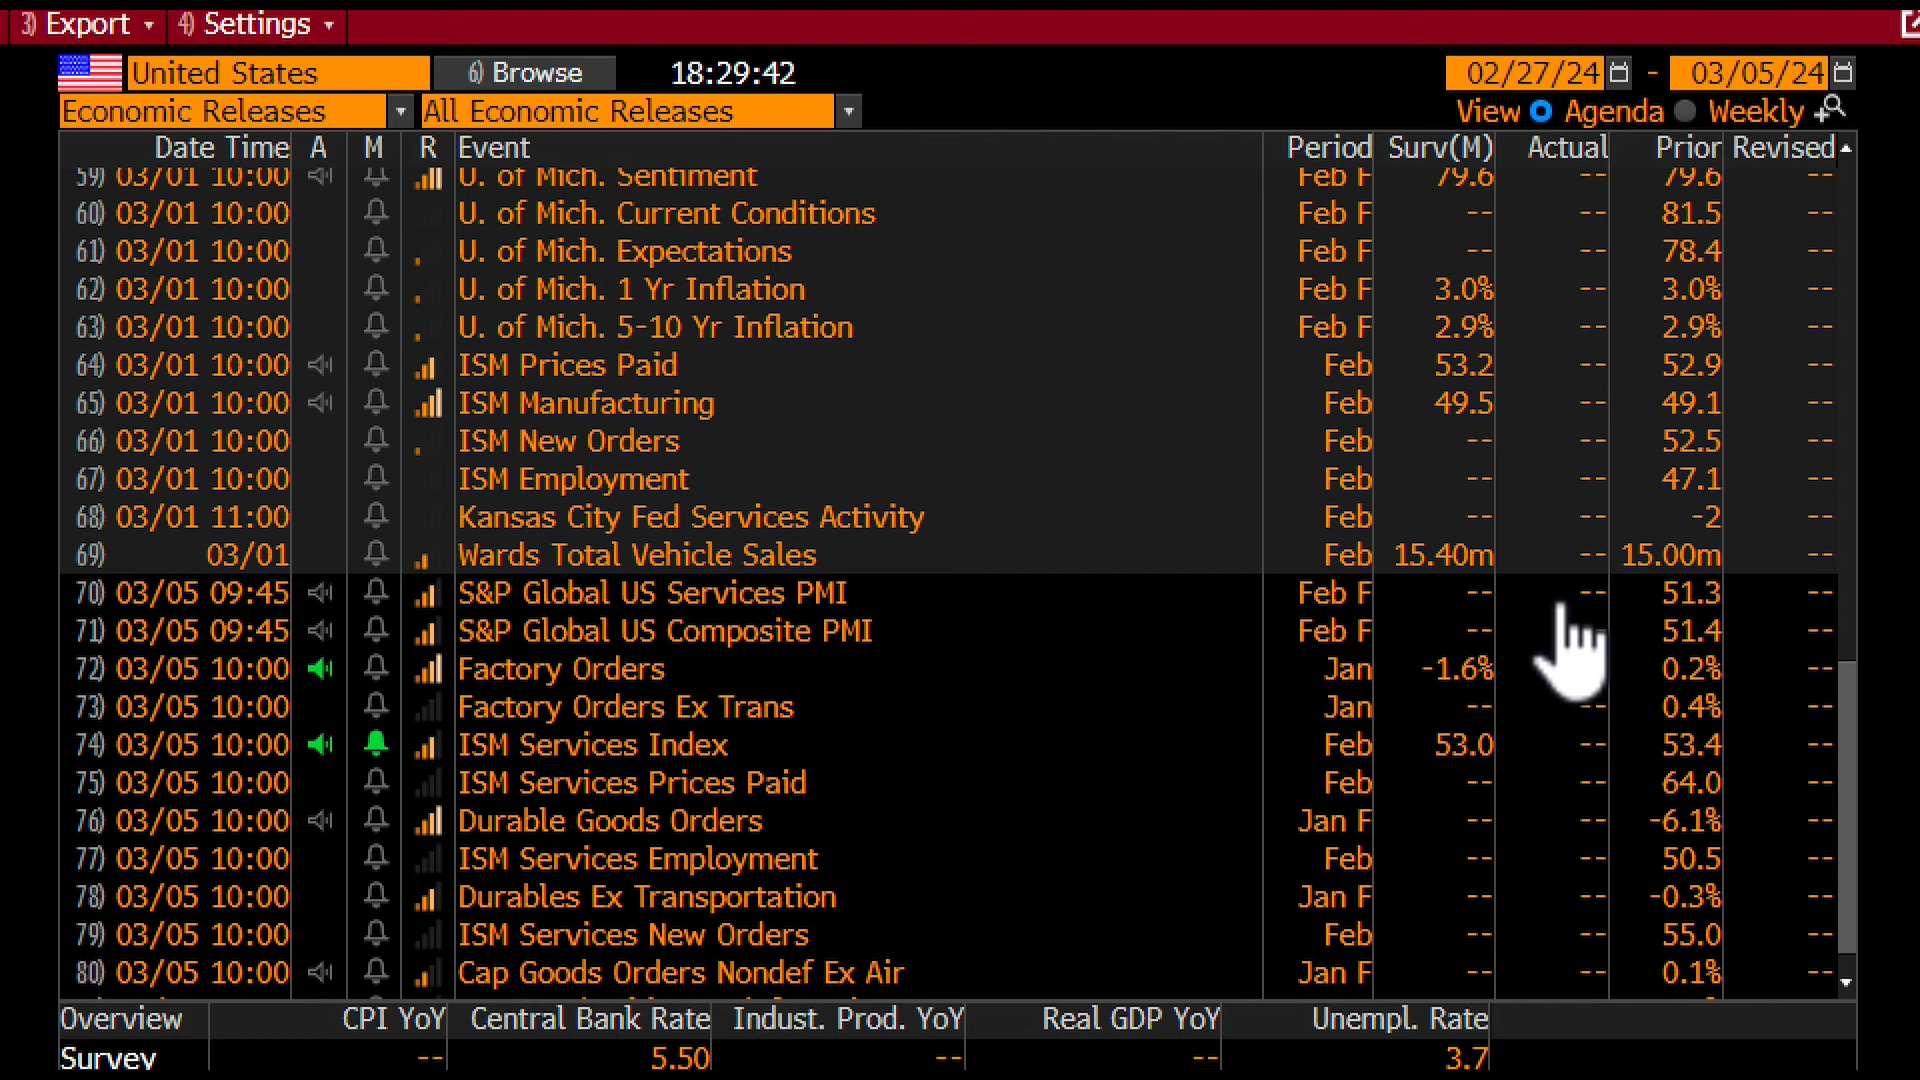 3) Export 4) Settings
United States 6) Browse 18:29:42 02/27/24 - 03/05/24
Economic Releases All Economic Releases View Agenda Weekly
Date Time A M R Event Period Surv(M) Actual Prior Revised
59) 03/01 10:00 U. of Mich. Sentiment Feb F 79.6 -- 79.6 --
60) 03/01 10:00 U. of Mich. Current Conditions Feb F -- -- 81.5 --
61) 03/01 10:00 U. of Mich. Expectations Feb F -- -- 78.4 --
62) 03/01 10:00 U. of Mich. 1 Yr Inflation Feb F 3.0% -- 3.0% --
63) 03/01 10:00 U. of Mich. 5-10 Yr Inflation Feb F 2.9% -- 2.9% --
64) 03/01 10:00 ISM Prices Paid Feb 53.2 -- 52.9 --
65) 03/01 10:00 ISM Manufacturing Feb 49.5 -- 49.1 --
66) 03/01 10:00 ISM New Orders Feb -- -- 52.5 --
67) 03/01 10:00 ISM Employment Feb -- -- 47.1 --
68) 03/01 11:00 Kansas City Fed Services Activity Feb -- -- -2 --
69) 03/01 Wards Total Vehicle Sales Feb 15.40m -- 15.00m --
70) 03/05 09:45 S&P Global US Services PMI Feb F -- -- 51.3 --
71) 03/05 09:45 S&P Global US Composite PMI Feb F -- 51.4 --
72) 03/05 10:00 Factory Orders Jan -1.6% 0.2% --
73) 03/05 10:00 Factory Orders Ex Trans Jan -- -- 0.4% --
74) 03/05 10:00 ISM Services Index Feb 53.0 -- 53.4 --
75) 03/05 10:00 ISM Services Prices Paid Feb -- -- 64.0 --
76) 03/05 10:00 Durable Goods Orders Jan F -- -- -6.1% --
77) 03/05 10:00 ISM Services Employment Feb -- -- 50.5 --
78) 03/05 10:00 Durables Ex Transportation Jan F -- -- -0.3% --
79) 03/05 10:00 ISM Services New Orders Feb -- -- 55.0 --
80) 03/05 10:00 Cap Goods Orders Nondef Ex Air Jan F -- -- 0.1% --
Overview CPI YoY Central Bank Rate Indust. Prod. YoY Real GDP YoY Unempl. Rate
Survey -- 5.50 -- -- 3.7